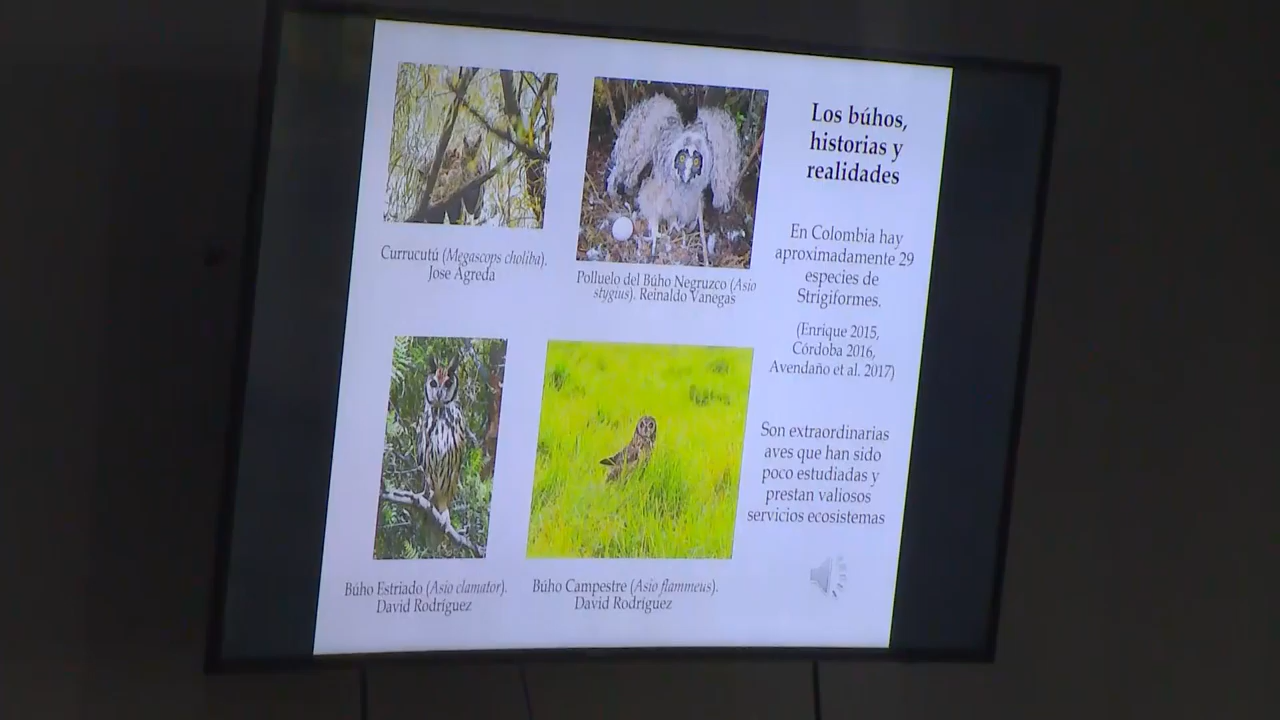 Los búhos,
historias y
realidades
En Colombia hay
aproximadamente 29
especies de
Strigiformes.
(Enrique 2015,
Córdoba 2016,
Avendaño et al. 2017)
Son extraordinarias
aves que han sido
poco estudiadas y
prestan valiosos
servicios ecosistemas
Currucutú (Megascops choliba).
Jose Agreda
Polluelo del Búho Negruzco (Asio
stygius). Reinaldo Vanegas
Búho Estriado (Asio clamator).
David Rodríguez
Búho Campestre (Asio flammeus).
David Rodríguez